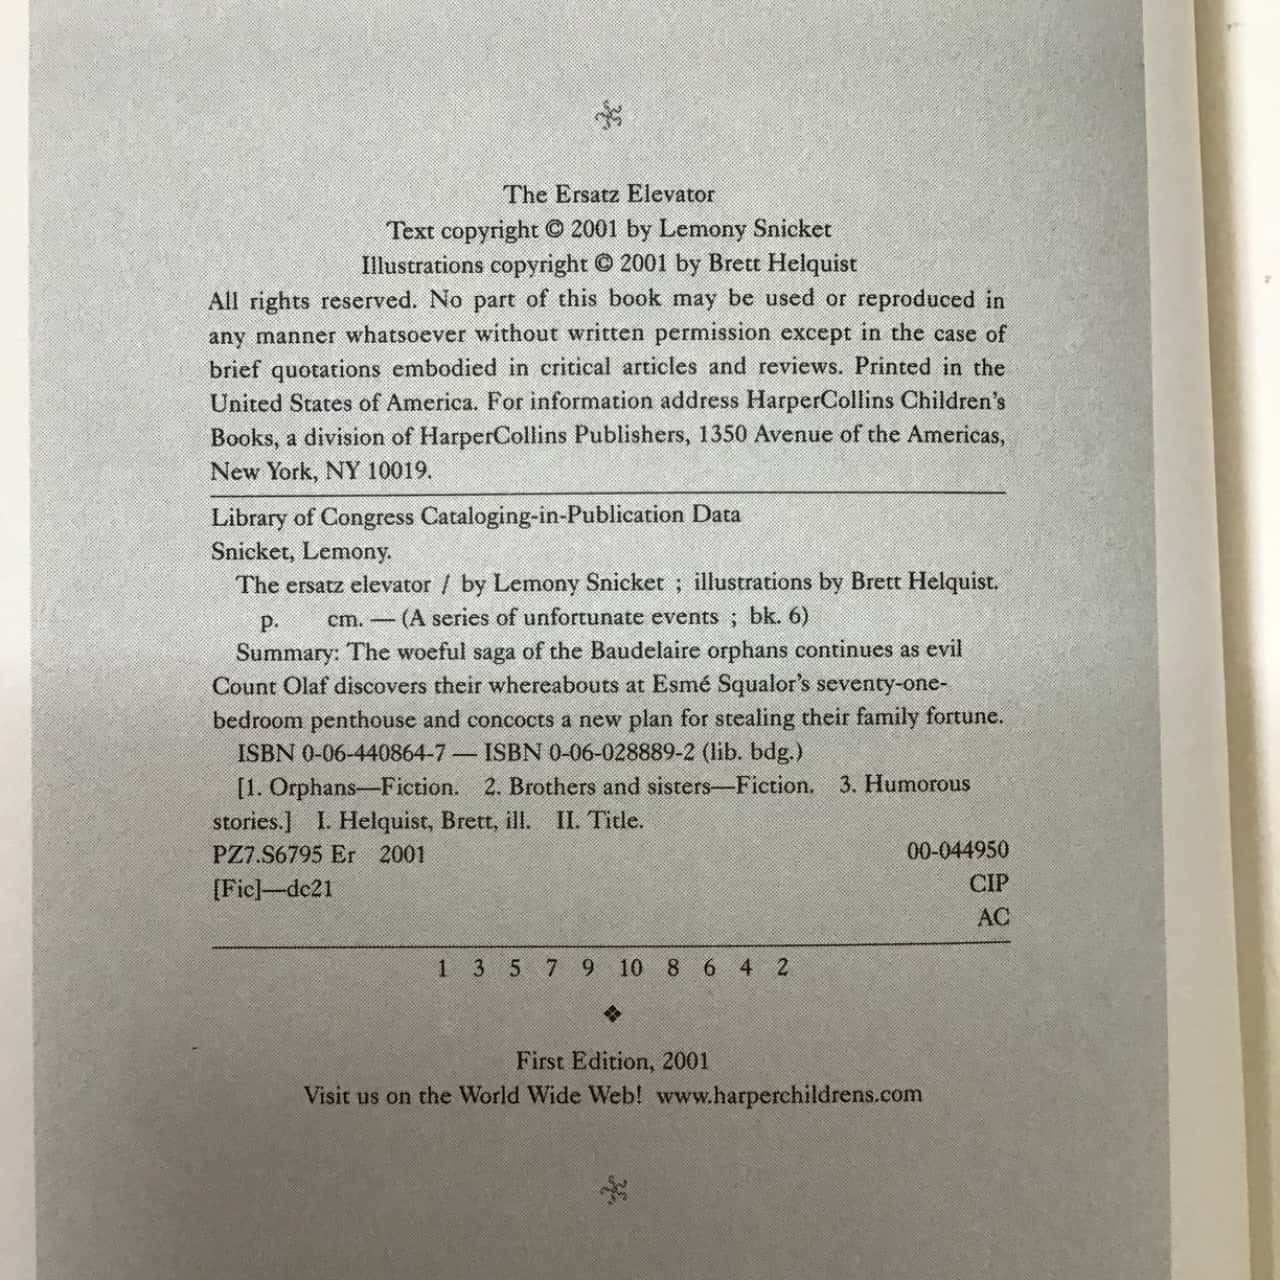 The Ersatz Elevator
Text copyright © 2001 by Lemony Snicket
Illustrations copyright © 2001 by Brett Helquist
All rights reserved. No part of this book may be used or reproduced in
any manner whatsoever without written permission except in the case of
brief quotations embodied in critical articles and reviews. Printed in the
United States of America. For information address HarperCollins Children's
Books, a division of HarperCollins Publishers, 1350 Avenue of the Americas,
New York, NY 10019.
Library of Congress Cataloging-in-Publication Data
Snicket, Lemony.
The ersatz elevator / by Lemony Snicket ; illustrations by Brett Helquist.
p. cm. — (A series of unfortunate events ; bk. 6)
Summary: The woeful saga of the Baudelaire orphans continues as evil
Count Olaf discovers their whereabouts at Esmé Squalor's seventy-one-
bedroom penthouse and concocts a new plan for stealing their family fortune.
ISBN 0-06-440864-7 — ISBN 0-06-028889-2 (lib. bdg.)
[1. Orphans—Fiction. 2. Brothers and sisters—Fiction. 3. Humorous
stories.] I. Helquist, Brett, ill. II. Title.
PZ7.S6795 Er 2001 00-044950
[Fic]—dc21 CIP
AC
1 3 5 7 9 10 8 6 4 2
First Edition, 2001
Visit us on the World Wide Web! www.harperchildrens.com